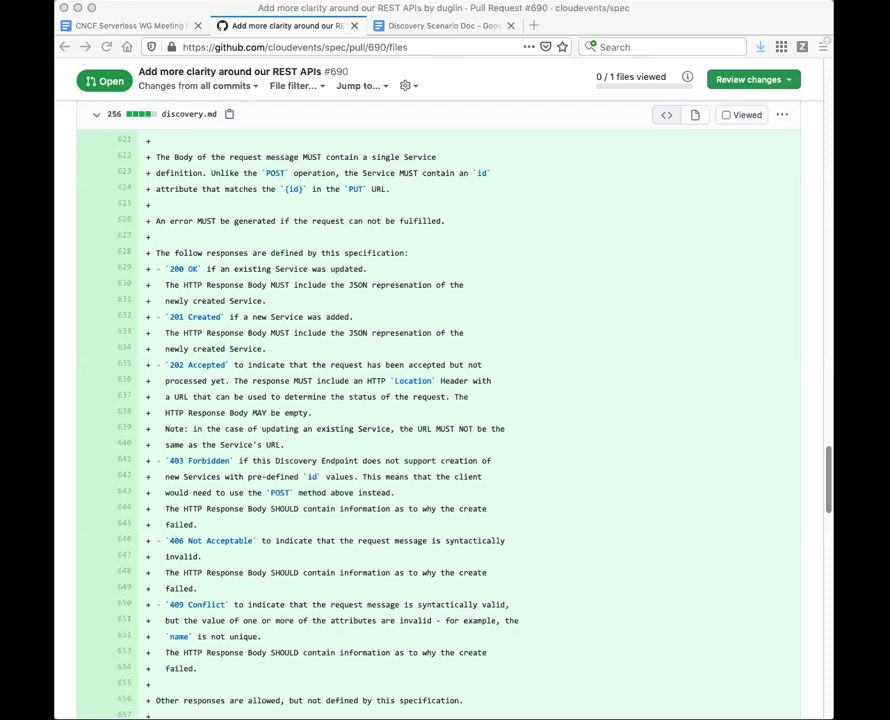 Add more clarity around our REST APIs by duglin · Pull Request #690 · cloudevents/spec
CNCF Serverless WG Meeting
Add more clarity around our RES
Discovery Scenario Doc - Goo
https://github.com/cloudevents/spec/pull/690/files
Search
Open
Add more clarity around our REST APIs #690
Changes from all commits
File filter...
Jump to...
0 / 1 files viewed
Review changes
256
discovery.md
Viewed
621 +
622 + The Body of the request message MUST contain a single Service
623 + definition. Unlike the `POST` operation, the Service MUST contain an `id`
624 + attribute that matches the `{id}` in the `PUT` URL.
625 +
626 + An error MUST be generated if the request can not be fulfilled.
627 +
628 + The follow responses are defined by this specification:
629 + - `200 OK` if an existing Service was updated.
630 + The HTTP Response Body MUST include the JSON represenation of the
631 + newly created Service.
632 + - `201 Created` if a new Service was added.
633 + The HTTP Response Body MUST include the JSON represenation of the
634 + newly created Service.
635 + - `202 Accepted` to indicate that the request has been accepted but not
636 + processed yet. The response MUST include an HTTP `Location` Header with
637 + a URL that can be used to determine the status of the request. The
638 + HTTP Response Body MAY be empty.
639 + Note: in the case of updating an existing Service, the URL MUST NOT be the
640 + same as the Service's URL.
641 + - `403 Forbidden` if this Discovery Endpoint does not support creation of
642 + new Services with pre-defined `id` values. This means that the client
643 + would need to use the `POST` method above instead.
644 + The HTTP Response Body SHOULD contain information as to why the create
645 + failed.
646 + - `406 Not Acceptable` to indicate that the request message is syntactically
647 + invalid.
648 + The HTTP Response Body SHOULD contain information as to why the create
649 + failed.
650 + - `409 Conflict` to indicate that the request message is syntactically valid,
651 + but the value of one or more of the attributes are invalid - for example, the
652 + `name` is not unique.
653 + The HTTP Response Body SHOULD contain information as to why the create
654 + failed.
655 +
656 + Other responses are allowed, but not defined by this specification.
657 +